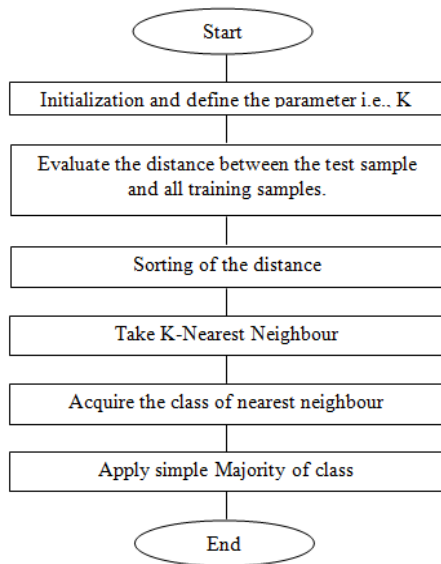 Start
Initialization and define the parameter i.e., K
Evaluate the distance between the test sample
and all training samples.
Sorting of the distance
Take K-Nearest Neighbour
Acquire the class of nearest neighbour
Apply simple Majority of class
End